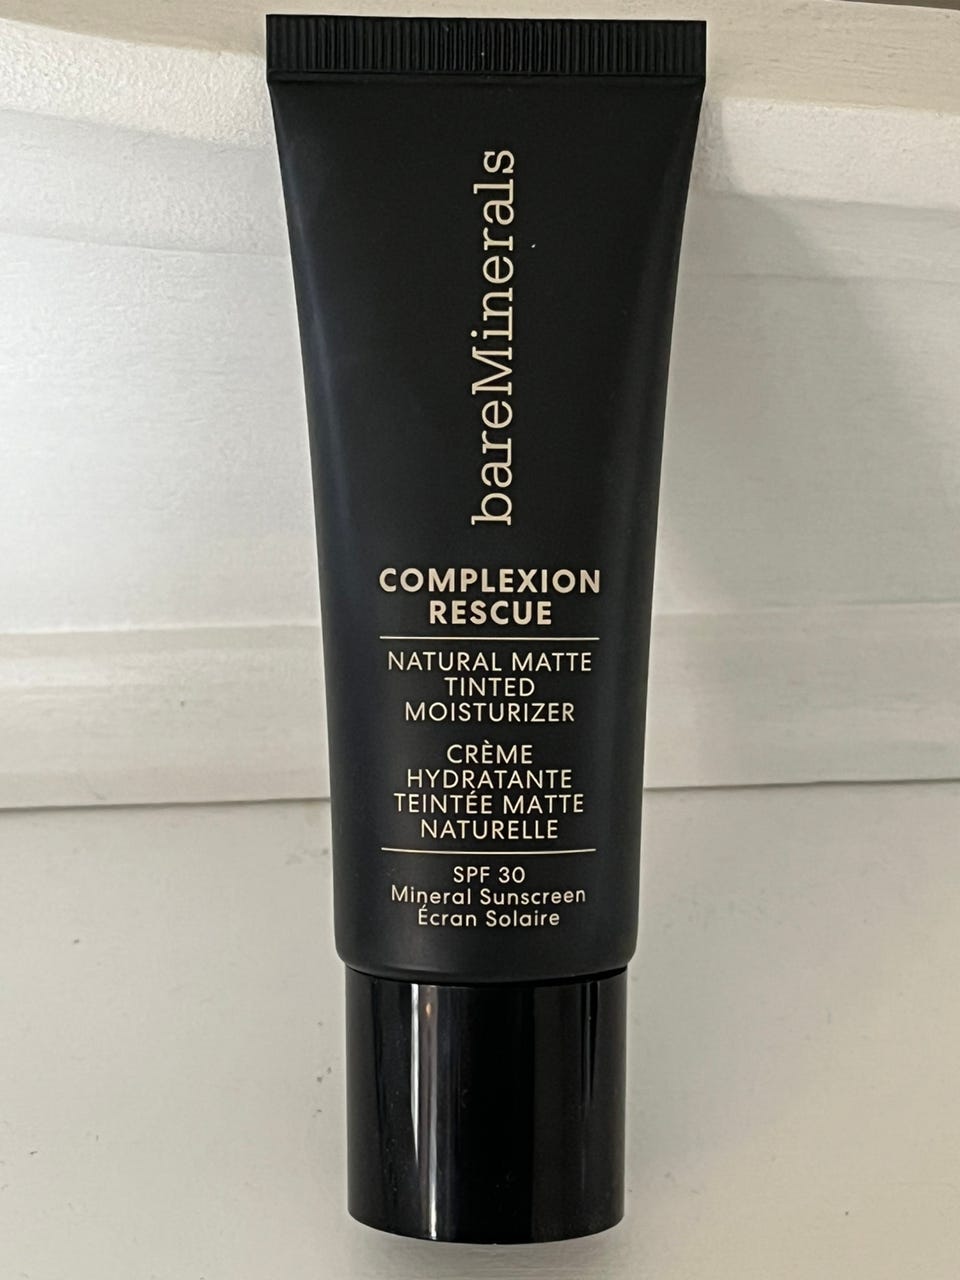 bareMinerals
COMPLEXION
RESCUE
NATURAL MATTE
TINTED
MOISTURIZER
CRÈME
HYDRATANTE
TEINTÉE MATTE
NATURELLE
SPF 30
Mineral Sunscreen
Écran Solaire